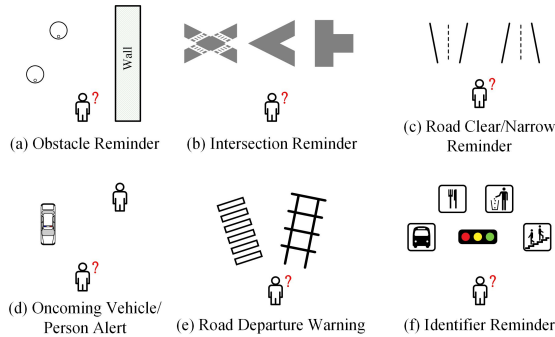 Wall
?
?
?
(a) Obstacle Reminder
(b) Intersection Reminder
(c) Road Clear/Narrow
Reminder
?
?
?
(d) Oncoming Vehicle/
Person Alert
(e) Road Departure Warning
(f) Identifier Reminder